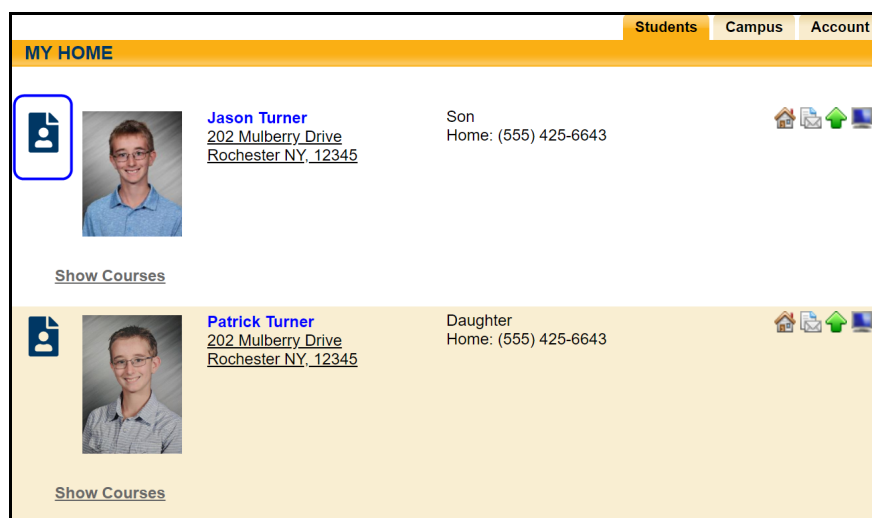 Students Campus Account
MY HOME
Jason Turner
202 Mulberry Drive
Rochester NY, 12345
Son
Home: (555) 425-6643
Show Courses
Patrick Turner
202 Mulberry Drive
Rochester NY, 12345
Daughter
Home: (555) 425-6643
Show Courses